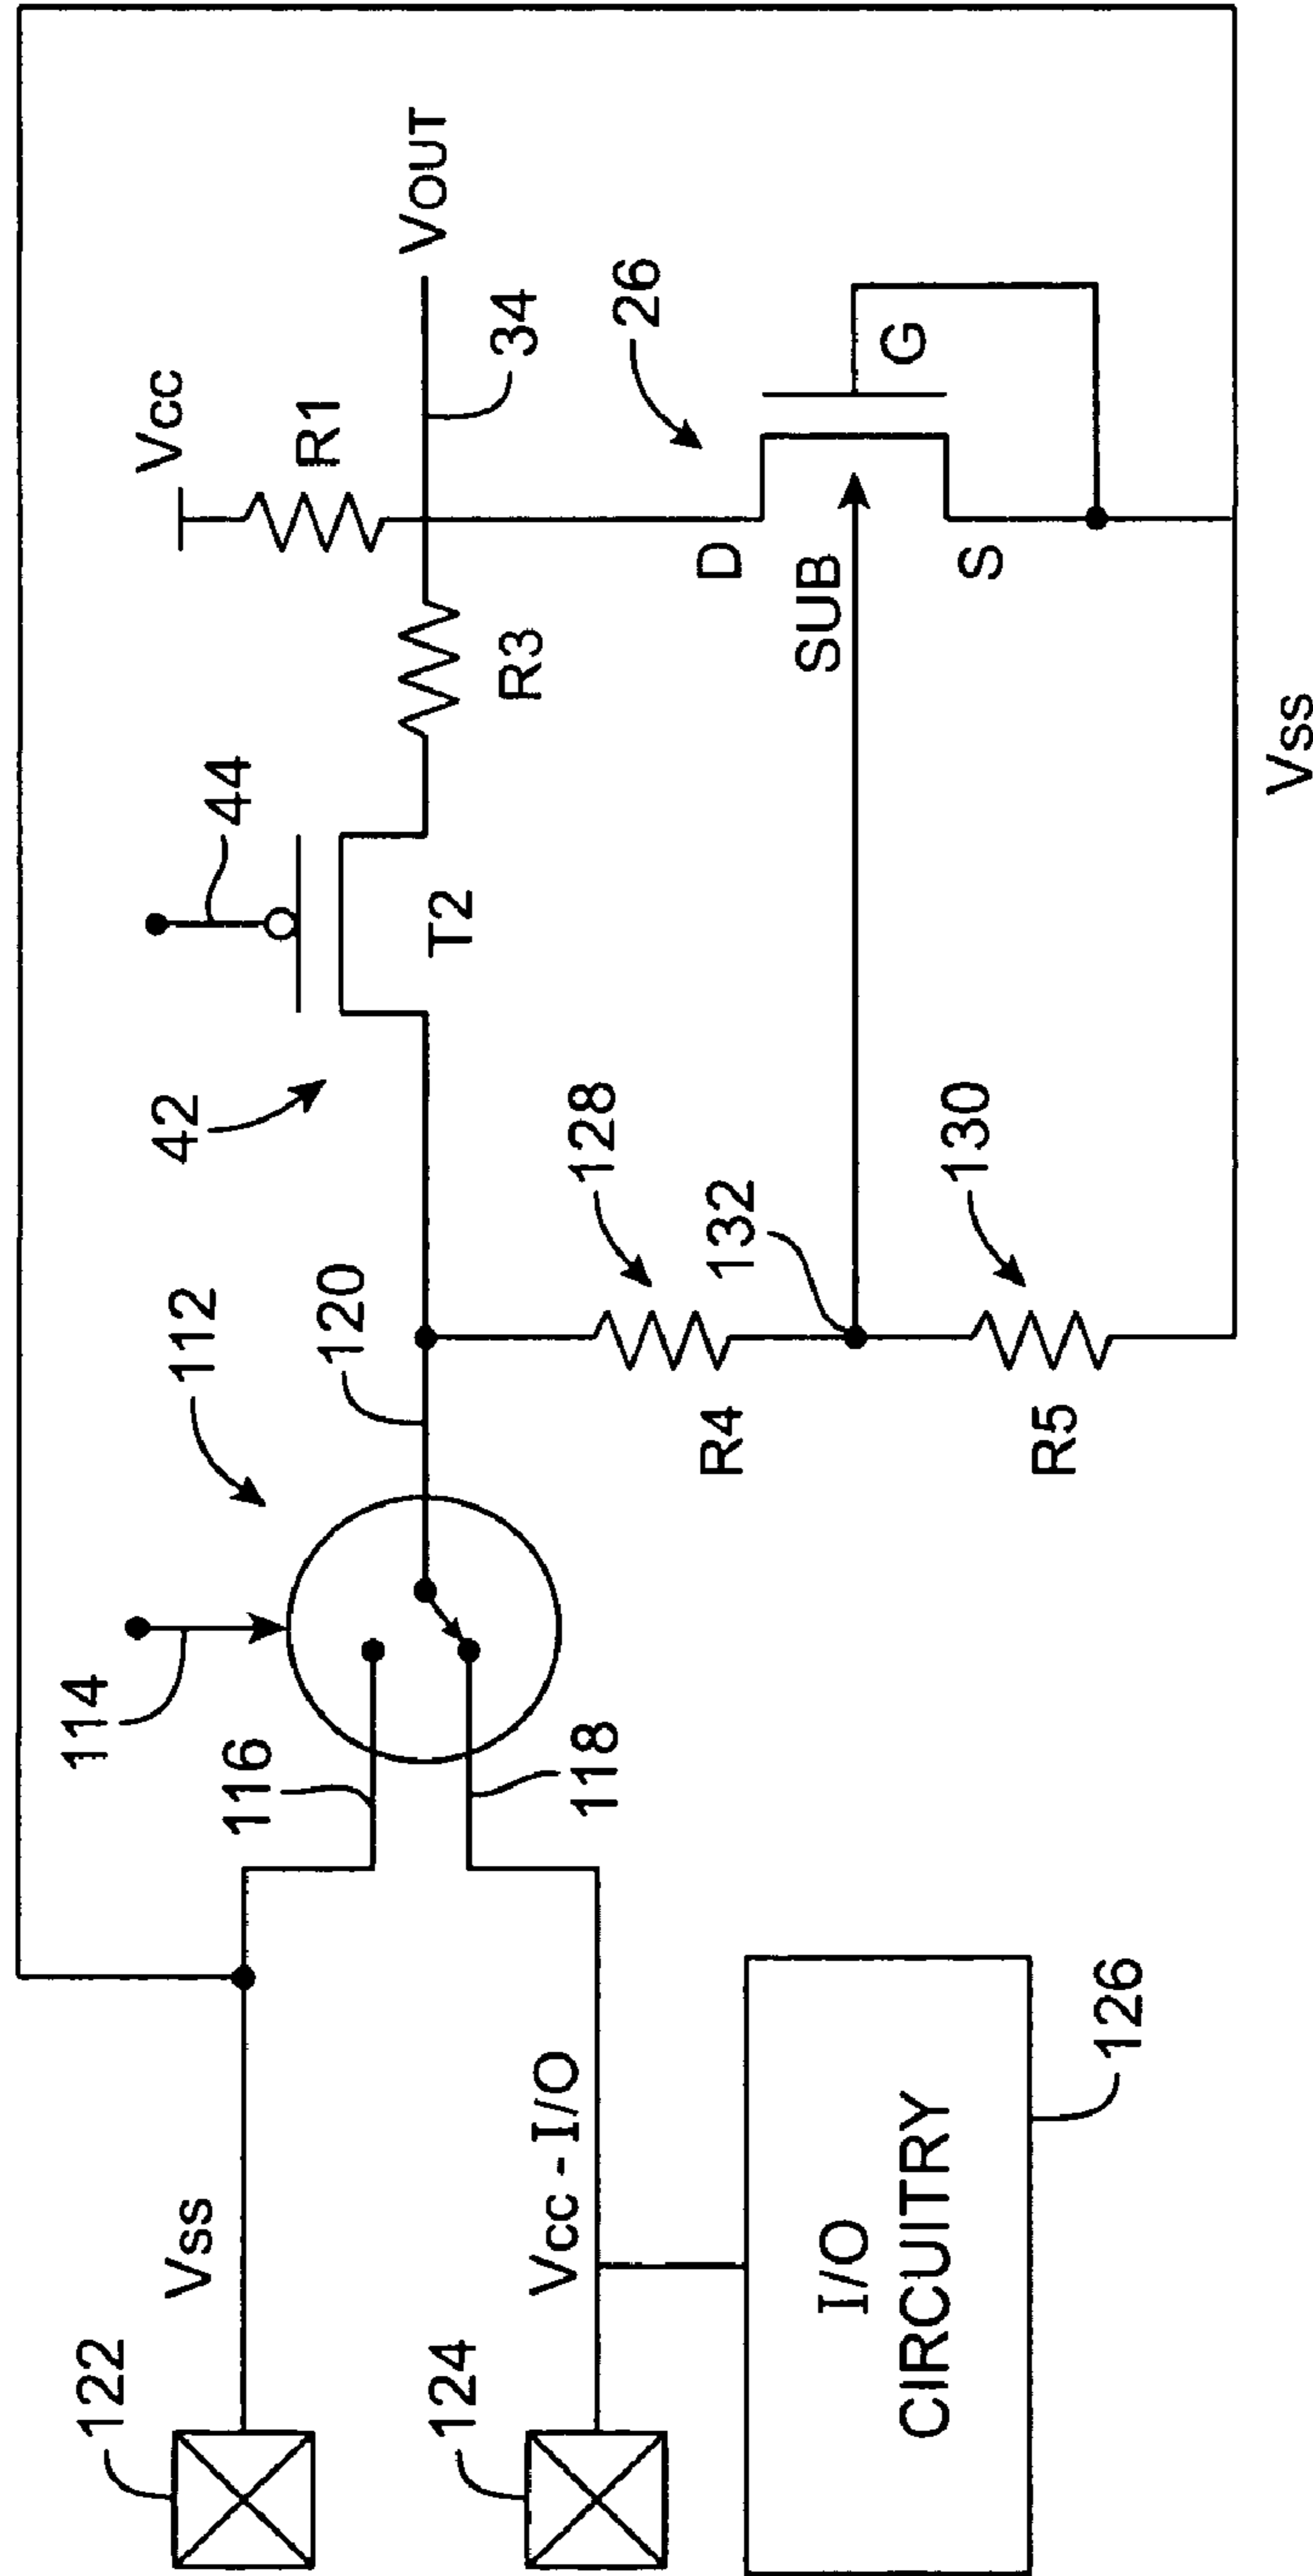 122
Vss
124
Vcc - I/O
I/O
CIRCUITRY
126
114
116
118
112
120
42
44
T2
R3
Vcc
R1
VOUT
34
26
D
G
SUB
S
128
R4
132
130
R5
Vss